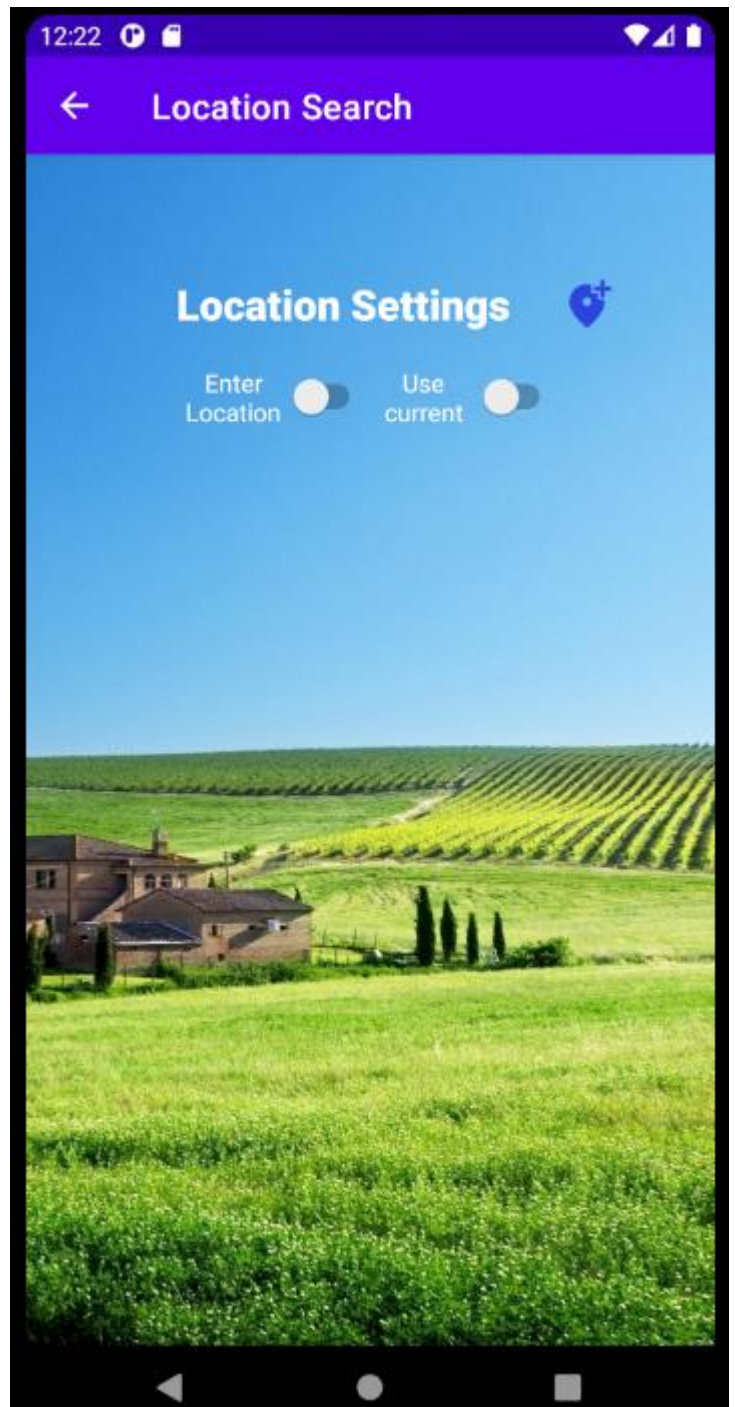 12:22
Location Search
Location Settings
Enter
Location
Use
current